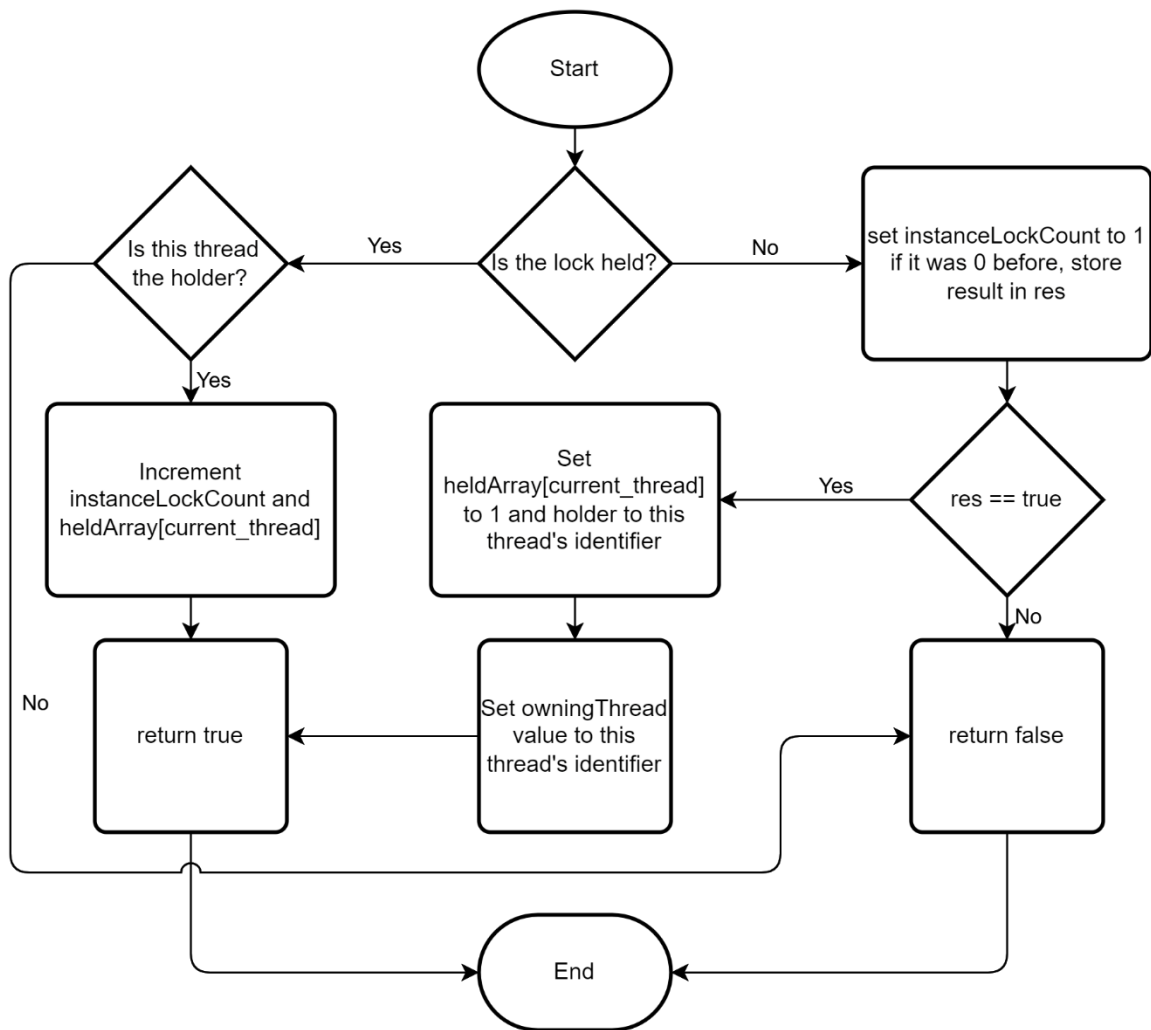 Start
Is this thread
the holder?
Yes
Is the lock held?
No
set instanceLockCount to 1
if it was 0 before, store
result in res
Yes
Increment
instanceLockCount and
heldArray[current_thread]
Set
heldArray[current_thread]
to 1 and holder to this
thread's identifier
Yes
res == true
No
No
return true
Set owningThread
value to this
thread's identifier
return false
End